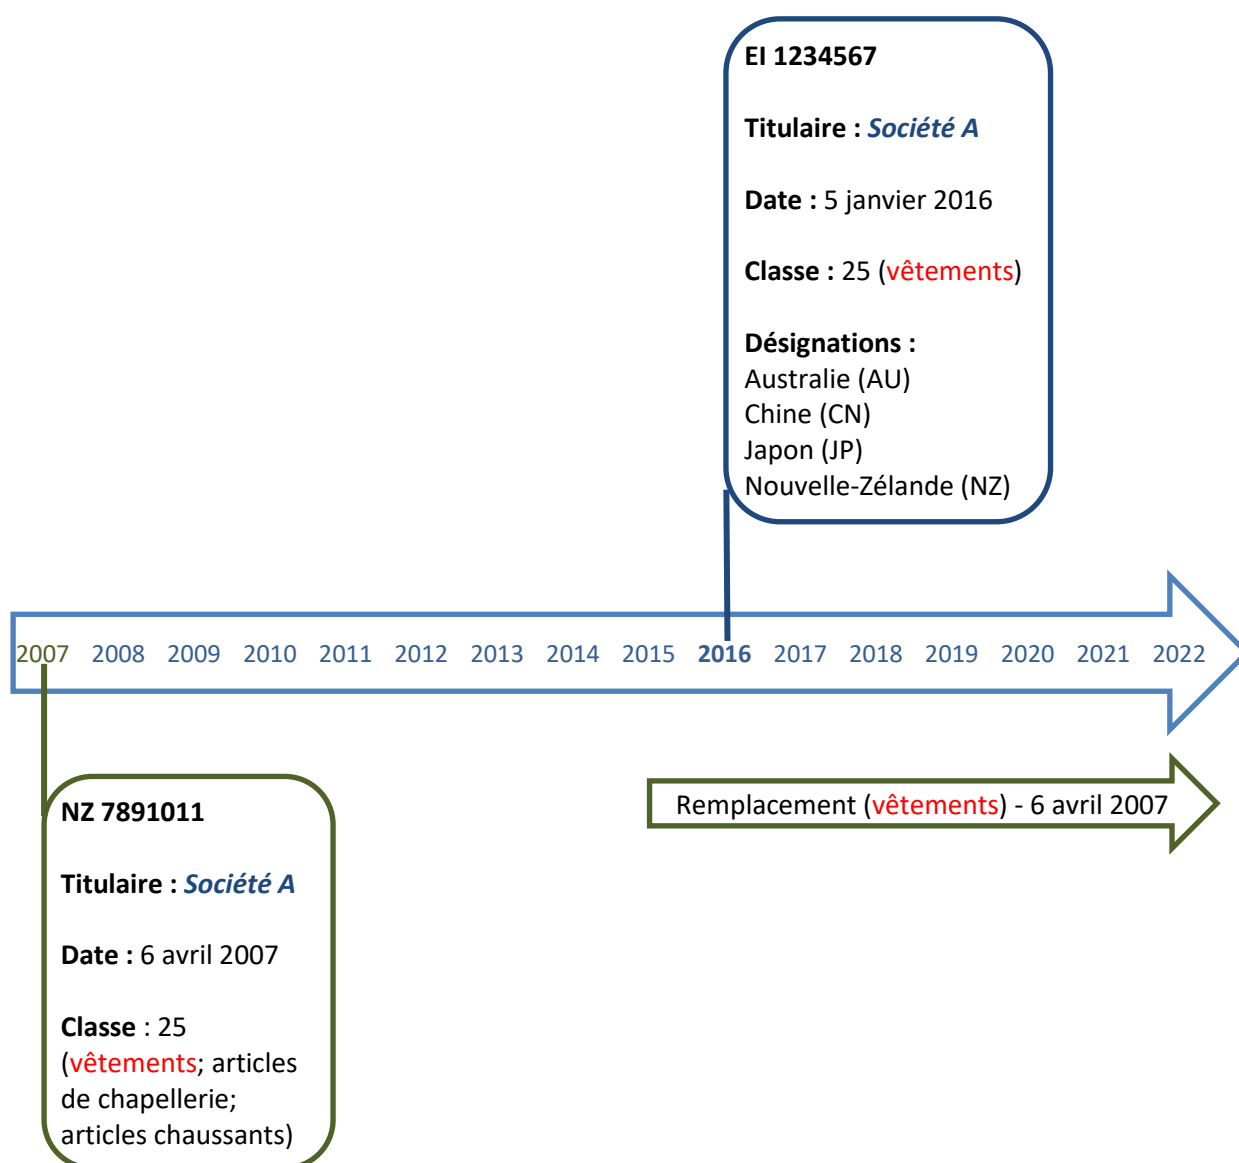 EI 1234567
Titulaire : Société A
Date : 5 janvier 2016
Classe : 25 (vêtements)
Désignations :
Australie (AU)
Chine (CN)
Japon (JP)
Nouvelle-Zélande (NZ)
2007 2008 2009 2010 2011 2012 2013 2014 2015 2016 2017 2018 2019 2020 2021 2022
Remplacement (vêtements) - 6 avril 2007
NZ 7891011
Titulaire : Société A
Date : 6 avril 2007
Classe : 25
(vêtements; articles
de chapellerie;
articles chaussants)